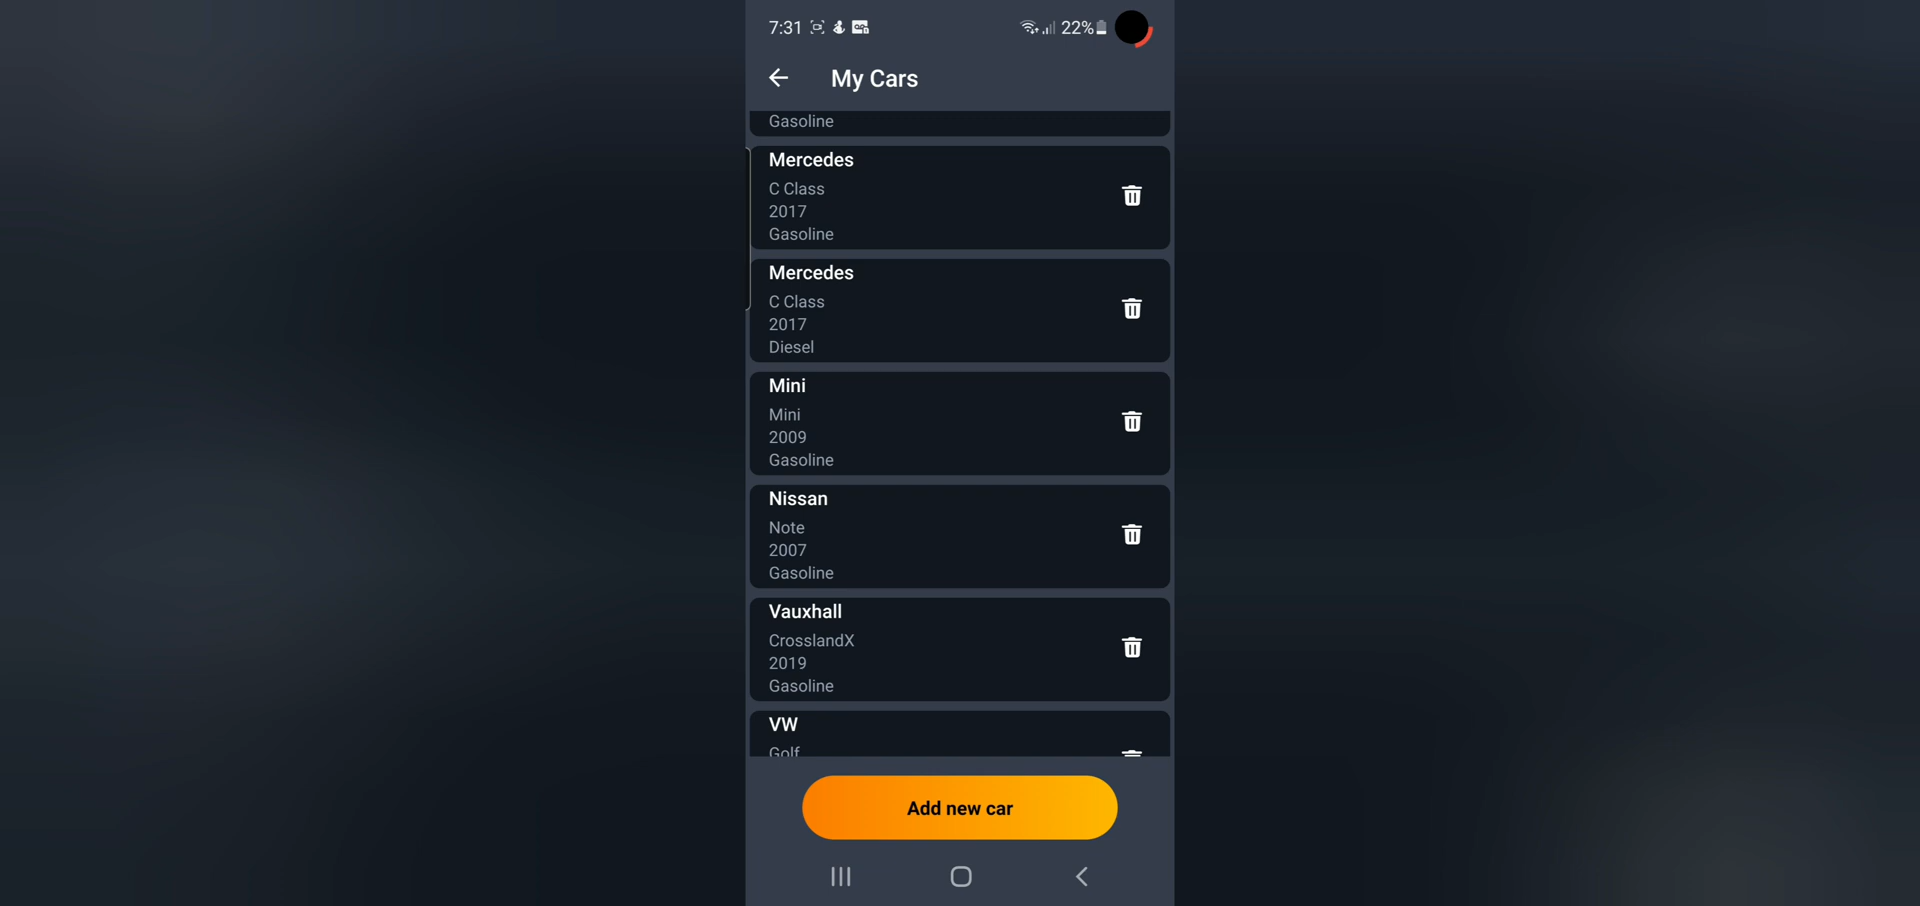 7:31 22%
My Cars
Gasoline
Mercedes
C Class
2017
Gasoline
Mercedes
C Class
2017
Diesel
Mini
Mini
2009
Gasoline
Nissan
Note
2007
Gasoline
Vauxhall
CrosslandX
2019
Gasoline
VW
Golf
Add new car